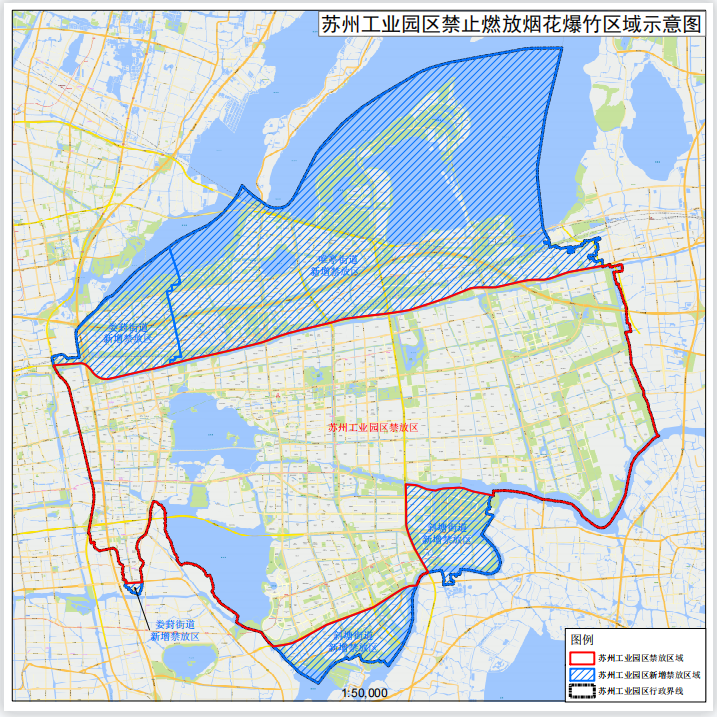 苏州工业园区禁止燃放烟花爆竹区域示意图
唯亭街道
新增禁放区
娄葑街道
新增禁放区
苏州工业园区禁放区
斜塘街道
新增禁放区
娄葑街道
新增禁放区
斜塘街道
新增禁放区
图例
苏州工业园区禁放区域
苏州工业园区新增禁放区域
苏州工业园区行政界线
1:50,000